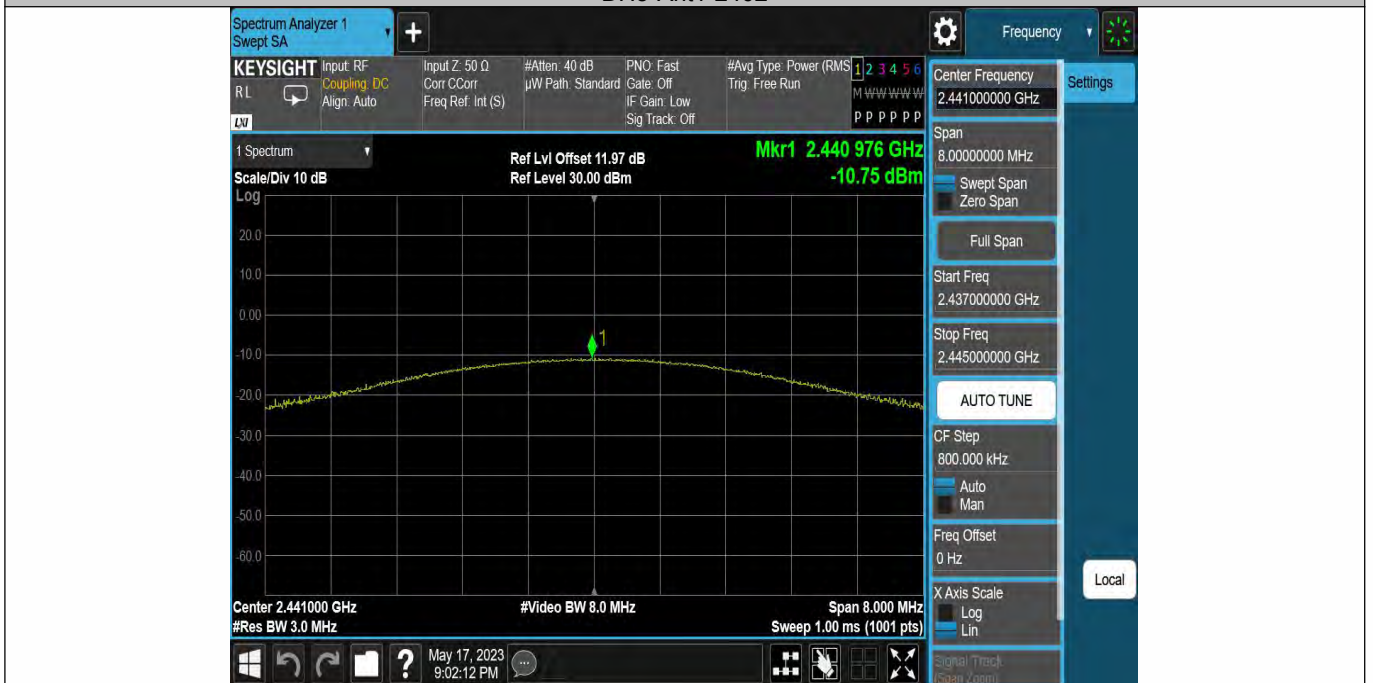 Spectrum Analyzer 1
Swept SA
+
Frequency
KEYSIGHT
RL
LXI
Input: RF
Coupling: DC
Align: Auto
Input Z: 50 Ω
Corr CCorr
Freq Ref: Int (S)
#Atten: 40 dB
µW Path: Standard
PNO: Fast
Gate: Off
IF Gain: Low
Sig Track: Off
#Avg Type: Power (RMS
Trig: Free Run
1 2 3 4 5 6
M W W W W W
P P P P P P
Center Frequency
2.441000000 GHz
Settings
Span
8.00000000 MHz
Swept Span
Zero Span
Full Span
Start Freq
2.437000000 GHz
Stop Freq
2.445000000 GHz
AUTO TUNE
CF Step
800.000 kHz
Auto
Man
Freq Offset
0 Hz
X Axis Scale
Log
Lin
Signal Track
(Span Zoom)
Local
1 Spectrum
Scale/Div 10 dB
Log
Ref Lvl Offset 11.97 dB
Ref Level 30.00 dBm
Mkr1 2.440 976 GHz
-10.75 dBm
20.0
10.0
0.00
1
-10.0
-20.0
-30.0
-40.0
-50.0
-60.0
Center 2.441000 GHz
#Res BW 3.0 MHz
#Video BW 8.0 MHz
Span 8.000 MHz
Sweep 1.00 ms (1001 pts)
?
May 17, 2023
9:02:12 PM